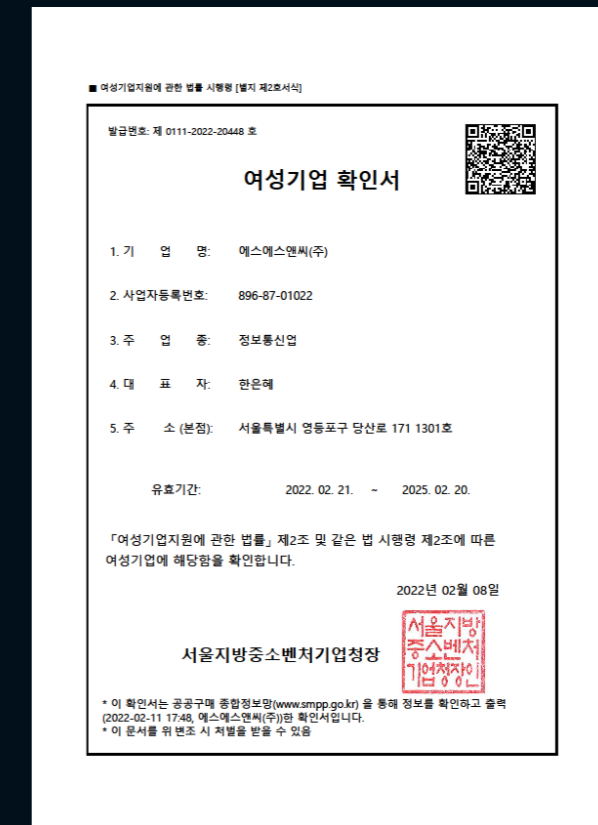 ■ 여성기업지원에 관한 법률 시행령 [별지 제2호서식]
발급번호: 제 0111-2022-20448 호
여성기업 확인서
1. 기 업 명: 에스에스앤씨(주)
2. 사업자등록번호: 896-87-01022
3. 주 업 종: 정보통신업
4. 대 표 자: 한은혜
5. 주 소 (본점): 서울특별시 영등포구 당산로 171 1301호
유효기간: 2022. 02. 21. ~ 2025. 02. 20.
「여성기업지원에 관한 법률」 제2조 및 같은 법 시행령 제2조에 따른
여성기업에 해당함을 확인합니다.
2022년 02월 08일
서울지방중소벤처기업청장
서울지방
중소벤처
기업청장인
* 이 확인서는 공공구매 종합정보망(www.smpp.go.kr) 을 통해 정보를 확인하고 출력
(2022-02-11 17:48, 에스에스앤씨(주))한 확인서입니다.
* 이 문서를 위 변조 시 처벌을 받을 수 있음